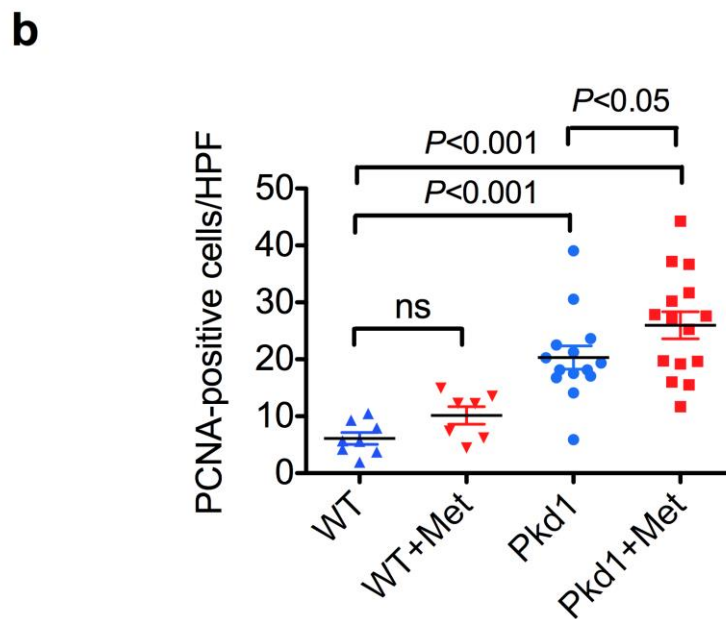 b
P<0.05
P<0.001
P<0.001
ns
PCNA-positive cells/HPF
50
40
30
20
10
0
WT
WT+Met
Pkd1
Pkd1+Met